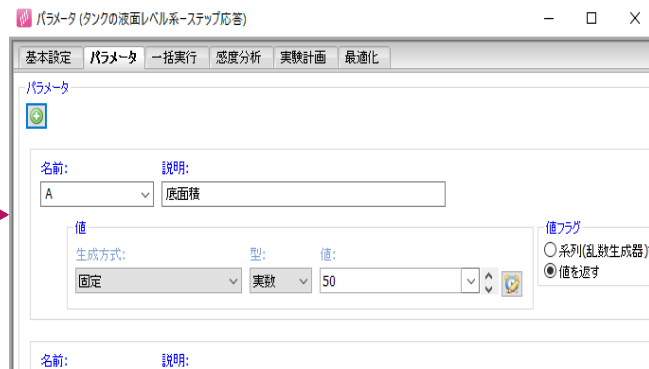 パラメータ (タンクの液面レベル系－ステップ応答)
基本設定 パラメータ 一括実行 感度分析 実験計画 最適化
パラメータ
名前: 説明:
A 底面積
値 値フラグ
生成方式: 型: 値:
固定 実数 50
系列(乱数生成器)
値を返す
名前: 説明: